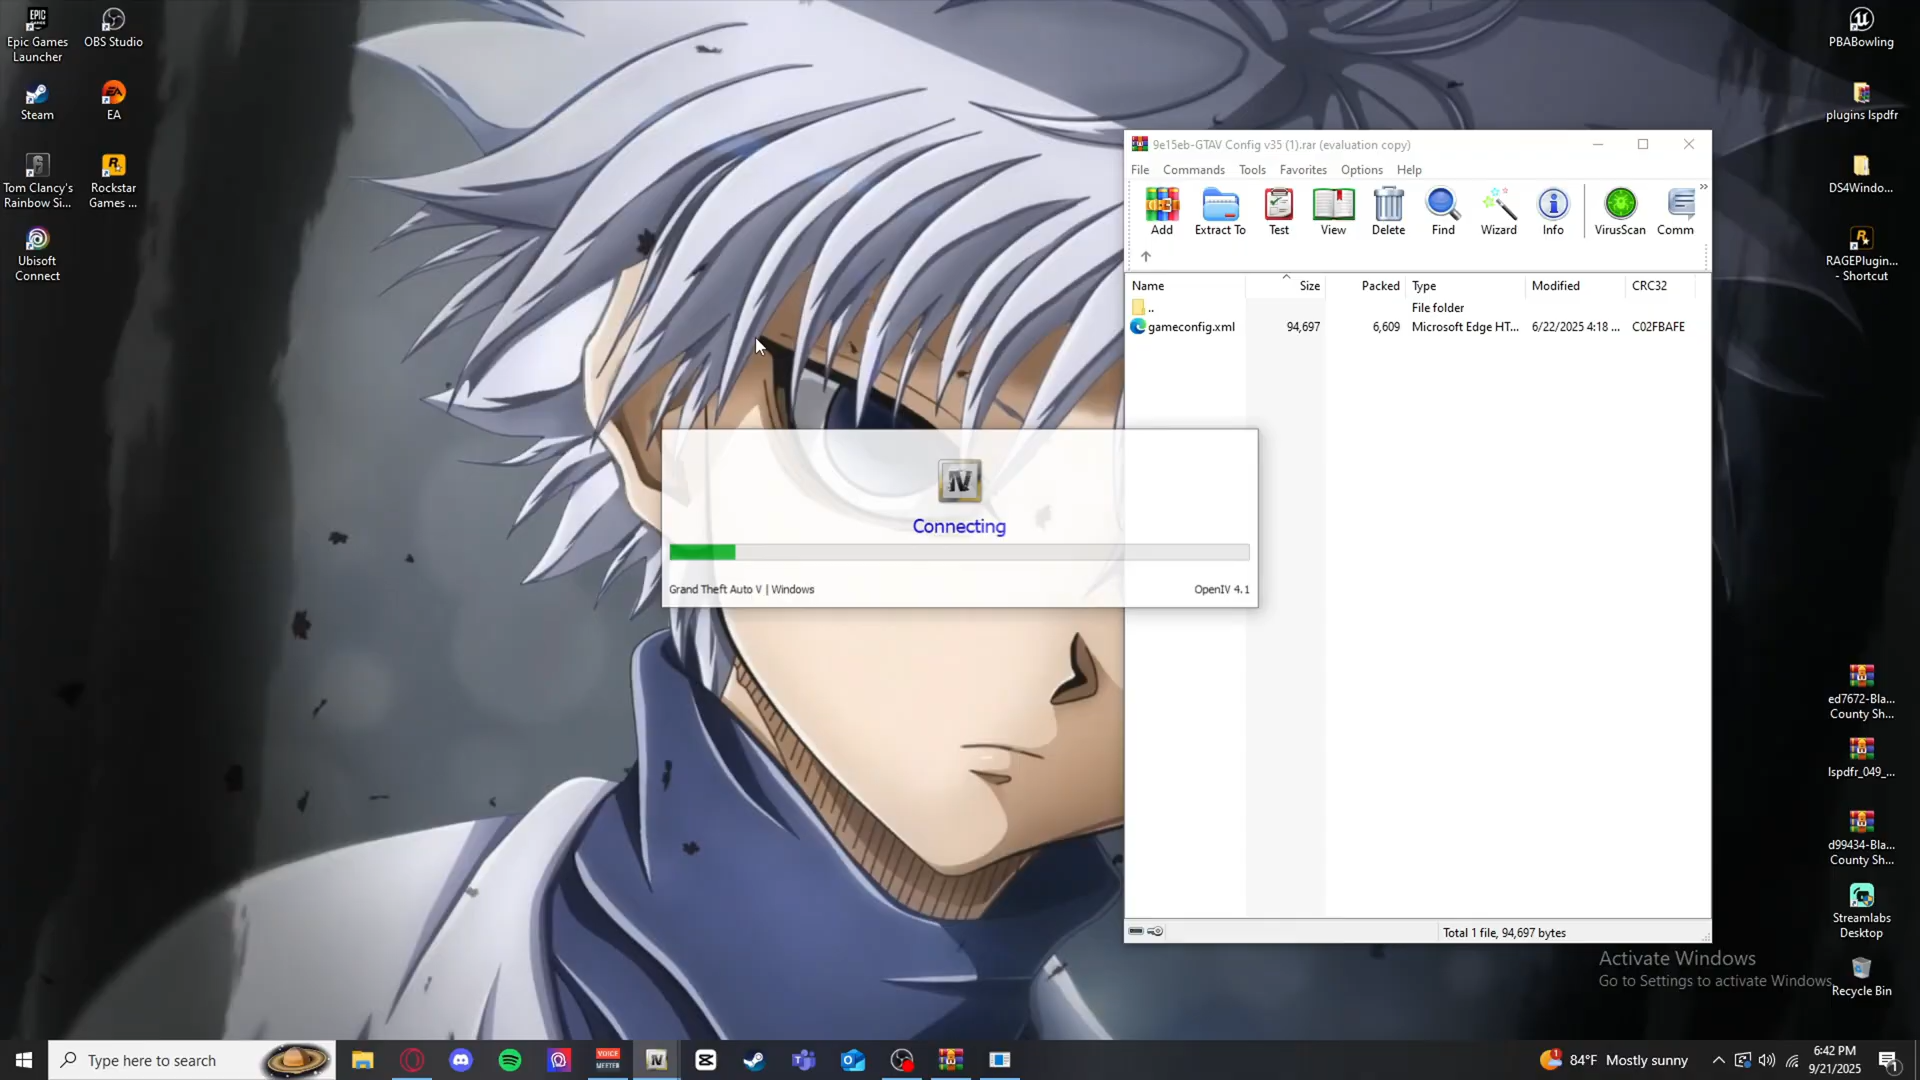 Epic Games
Launcher
OBS Studio
Steam
EA
Tom Clancy's
Rainbow Si...
Rockstar
Games ...
Ubisoft
Connect
PBABowling
plugins lspdfr
DS4Windo...
RAGEPlugin...
- Shortcut
9e15eb-GTAV Config v35 (1).rar (evaluation copy)
File Commands Tools Favorites Options Help
Add Extract To Test View Delete Find Wizard Info VirusScan Comm
Name Size Packed Type Modified CRC32
.. File folder
gameconfig.xml 94,697 6,609 Microsoft Edge HT... 6/22/2025 4:18 ... C02FBAFE
IV
Connecting
Grand Theft Auto V | Windows OpenIV 4.1
ed7672-Bla...
County Sh...
lspdfr_049_...
d99434-Bla...
County Sh...
Streamlabs
Desktop
Recycle Bin
Total 1 file, 94,697 bytes
Activate Windows
Go to Settings to activate Windows.
Type here to search
VOICE
MEETER
84°F Mostly sunny
6:42 PM
9/21/2025
1